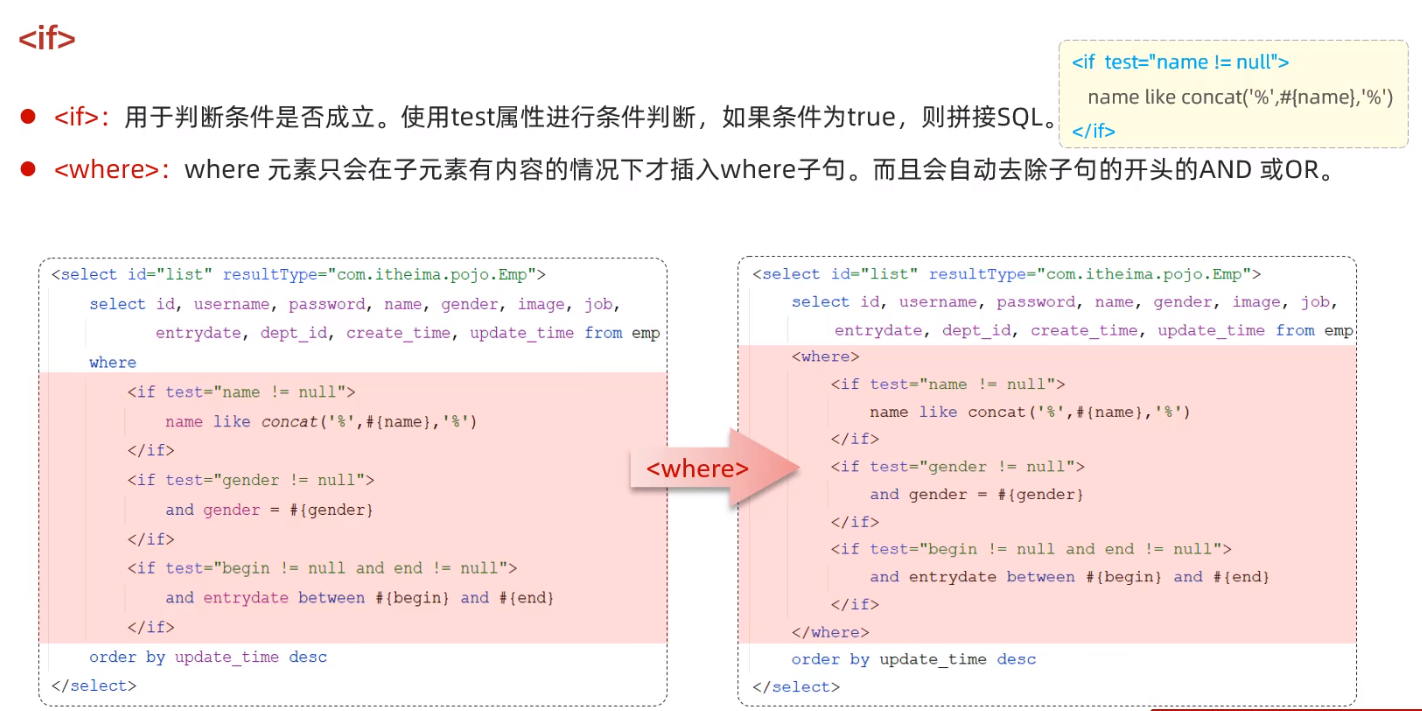 <if>
<if>：用于判断条件是否成立。使用test属性进行条件判断，如果条件为true，则拼接SQL。
<if test="name != null">
name like concat('%',#{name},'%')
</if>
<where>：where 元素只会在子元素有内容的情况下才插入where子句。而且会自动去除子句的开头的AND 或OR。
<select id="list" resultType="com.itheima.pojo.Emp">
select id, username, password, name, gender, image, job,
entrydate, dept_id, create_time, update_time from emp
where
<if test="name != null">
name like concat('%',#{name},'%')
</if>
<if test="gender != null">
and gender = #{gender}
</if>
<if test="begin != null and end != null">
and entrydate between #{begin} and #{end}
</if>
order by update_time desc
</select>
<where>
<select id="list" resultType="com.itheima.pojo.Emp">
select id, username, password, name, gender, image, job,
entrydate, dept_id, create_time, update_time from emp
<where>
<if test="name != null">
name like concat('%',#{name},'%')
</if>
<if test="gender != null">
and gender = #{gender}
</if>
<if test="begin != null and end != null">
and entrydate between #{begin} and #{end}
</if>
</where>
order by update_time desc
</select>